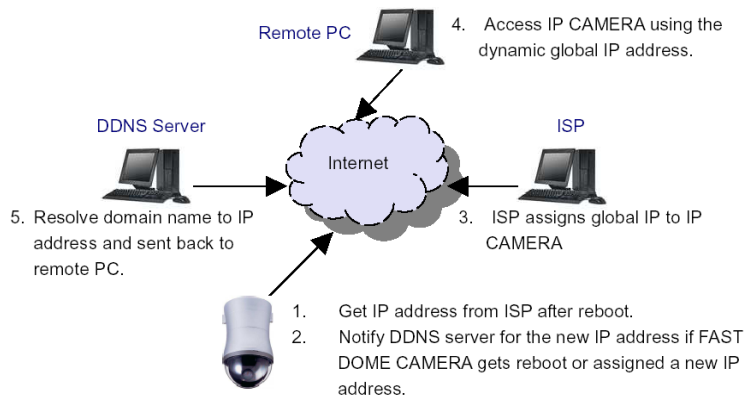 Remote PC
4. Access IP CAMERA using the
dynamic global IP address.
DDNS Server
ISP
Internet
5. Resolve domain name to IP
address and sent back to
remote PC.
3. ISP assigns global IP to IP
CAMERA
1. Get IP address from ISP after reboot.
2. Notify DDNS server for the new IP address if FAST
DOME CAMERA gets reboot or assigned a new IP
address.